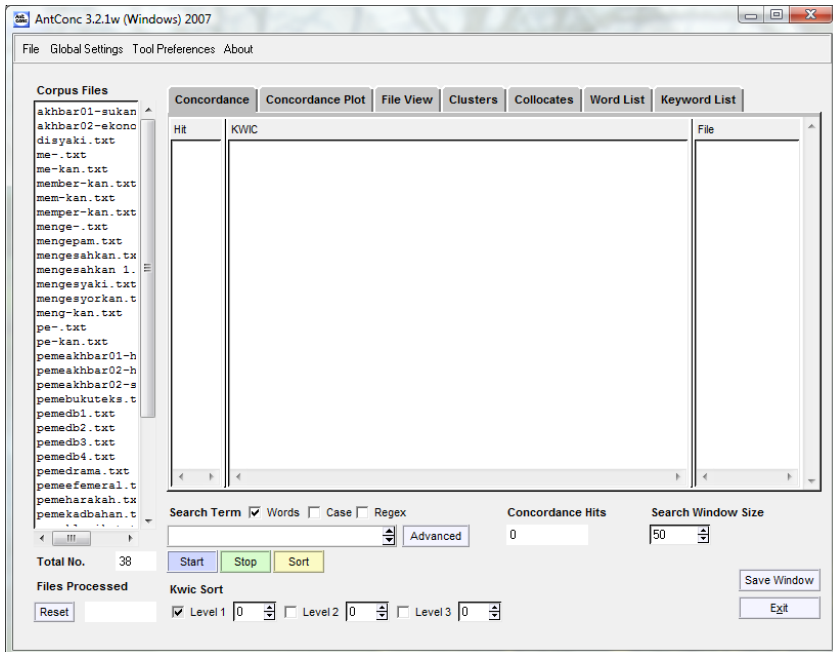 AntConc 3.2.1w (Windows) 2007
File Global Settings Tool Preferences About
Corpus Files
akhbar01-sukan
akhbar02-ekono
disyaki.txt
me-.txt
me-kan.txt
member-kan.txt
mem-kan.txt
memper-kan.txt
menge-.txt
mengepam.txt
mengesahkan.tx
mengesahkan 1.
mengesyaki.txt
mengesyorkan.t
meng-kan.txt
pe-.txt
pe-kan.txt
pemeakhbar01-h
pemeakhbar02-h
pemeakhbar02-s
pemebukuteks.t
pemedb1.txt
pemedb2.txt
pemedb3.txt
pemedb4.txt
pemedrama.txt
pemeefemeral.t
pemeharakah.tx
pemekadbahan.t
Total No. 38
Files Processed
Reset
Concordance Concordance Plot File View Clusters Collocates Word List Keyword List
Hit KWIC File
Search Term Words Case Regex Concordance Hits Search Window Size
Advanced 0 50
Start Stop Sort
Kwic Sort
Level 1 0 Level 2 0 Level 3 0
Save Window
Exit